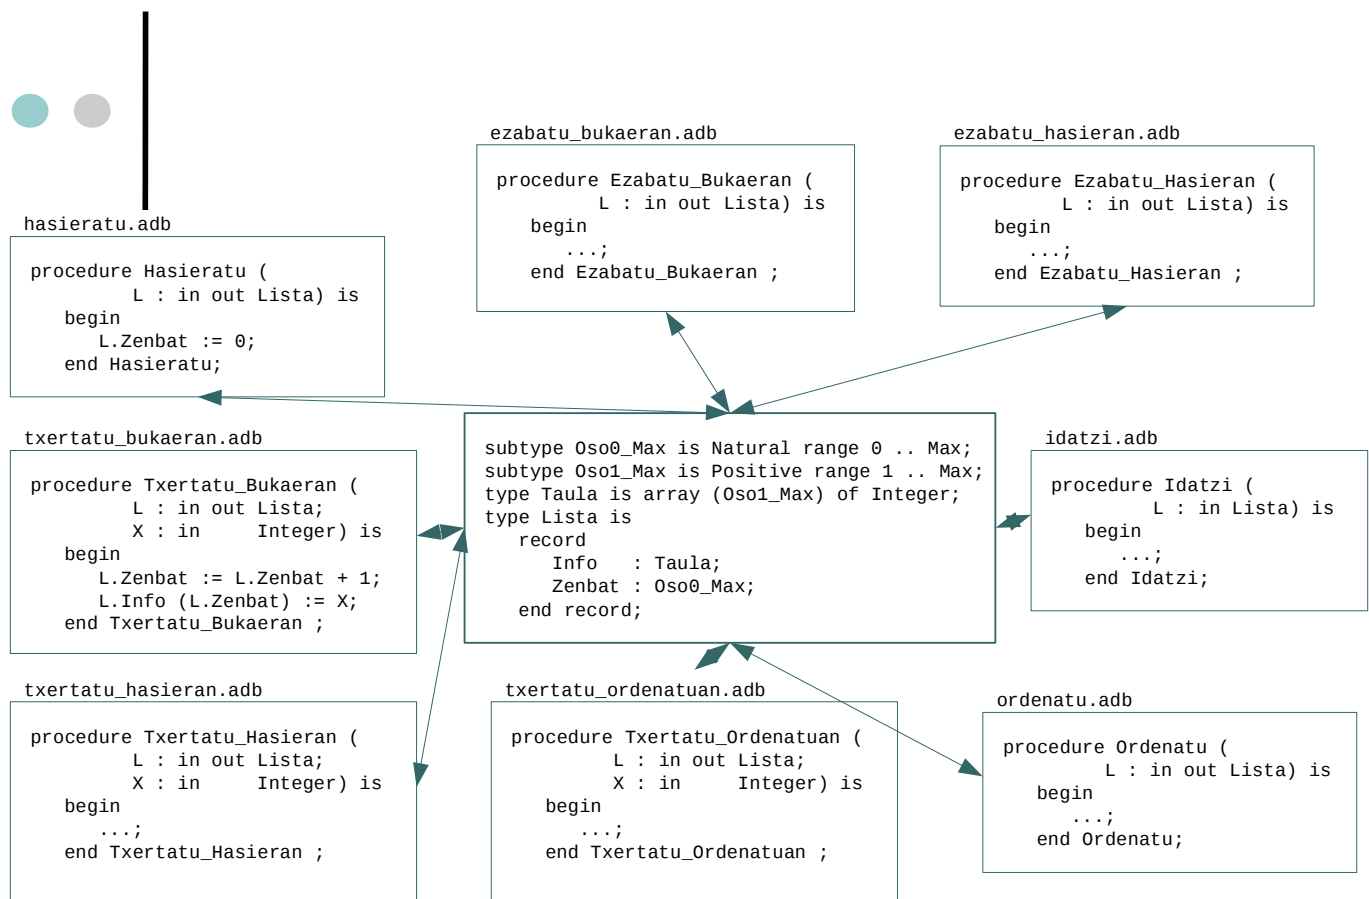 ezabatu_bukaeran.adb
procedure Ezabatu_Bukaeran (
         L : in out Lista) is
   begin
      ...;
   end Ezabatu_Bukaeran ;
ezabatu_hasieran.adb
procedure Ezabatu_Hasieran (
         L : in out Lista) is
   begin
      ...;
   end Ezabatu_Hasieran ;
hasieratu.adb
procedure Hasieratu (
         L : in out Lista) is
   begin
      L.Zenbat := 0;
   end Hasieratu;
txertatu_bukaeran.adb
procedure Txertatu_Bukaeran (
         L : in out Lista;
         X : in     Integer) is
   begin
      L.Zenbat := L.Zenbat + 1;
      L.Info (L.Zenbat) := X;
   end Txertatu_Bukaeran ;
subtype Oso0_Max is Natural range 0 .. Max;
subtype Oso1_Max is Positive range 1 .. Max;
type Taula is array (Oso1_Max) of Integer;
type Lista is
   record
      Info   : Taula;
      Zenbat : Oso0_Max;
   end record;
idatzi.adb
procedure Idatzi (
         L : in Lista) is
   begin
      ...;
   end Idatzi;
txertatu_hasieran.adb
procedure Txertatu_Hasieran (
         L : in out Lista;
         X : in     Integer) is
   begin
      ...;
   end Txertatu_Hasieran ;
txertatu_ordenatuan.adb
procedure Txertatu_Ordenatuan (
         L : in out Lista;
         X : in     Integer) is
   begin
      ...;
   end Txertatu_Ordenatuan ;
ordenatu.adb
procedure Ordenatu (
         L : in out Lista) is
   begin
      ...;
   end Ordenatu;